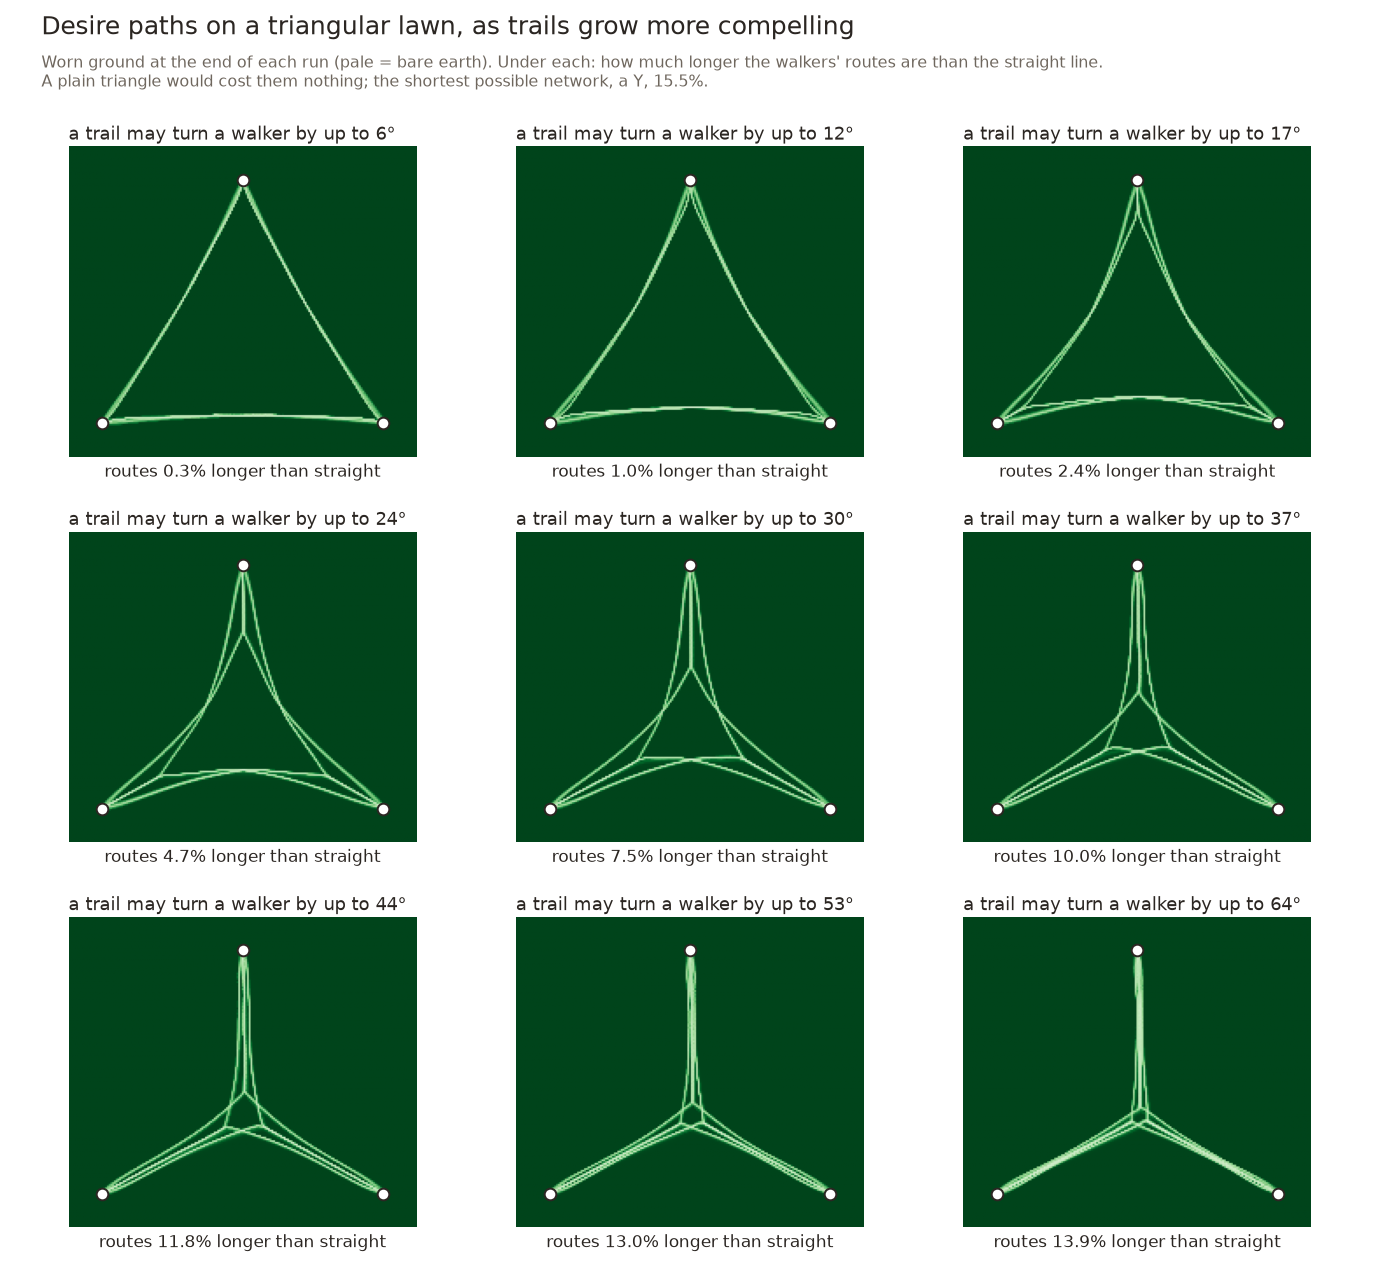 Desire paths on a triangular lawn, as trails grow more compelling
Worn ground at the end of each run (pale = bare earth). Under each: how much longer the walkers' routes are than the straight line.
A plain triangle would cost them nothing; the shortest possible network, a Y, 15.5%.
a trail may turn a walker by up to 6°
a trail may turn a walker by up to 12°
a trail may turn a walker by up to 17°
routes 0.3% longer than straight
routes 1.0% longer than straight
routes 2.4% longer than straight
a trail may turn a walker by up to 24°
a trail may turn a walker by up to 30°
a trail may turn a walker by up to 37°
routes 4.7% longer than straight
routes 7.5% longer than straight
routes 10.0% longer than straight
a trail may turn a walker by up to 44°
a trail may turn a walker by up to 53°
a trail may turn a walker by up to 64°
routes 11.8% longer than straight
routes 13.0% longer than straight
routes 13.9% longer than straight